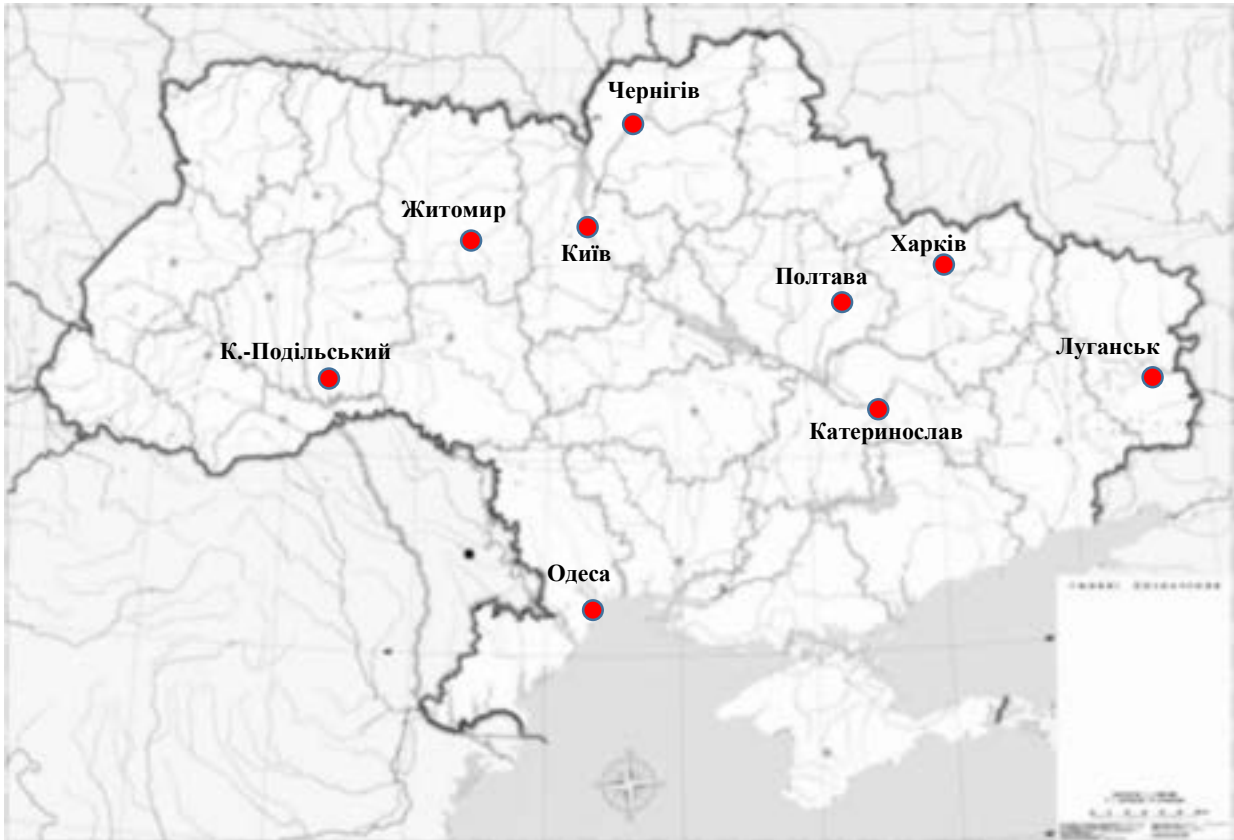 Чернігів
Житомир
Київ
Харків
Полтава
К.-Подільський
Луганськ
Катеринослав
Одеса